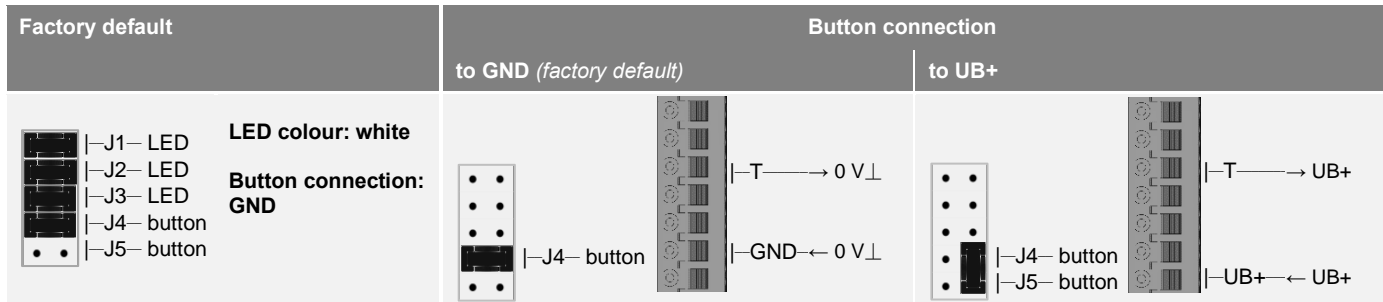 Factory default
Button connection
to GND (factory default)
to UB+
|—J1— LED
|—J2— LED
|—J3— LED
|—J4— button
|—J5— button
LED colour: white
Button connection:
GND
|—J4— button
|—T——→ 0 V⊥
|—GND—← 0 V⊥
|—J4— button
|—J5— button
|—T——→ UB+
|—UB+—← UB+